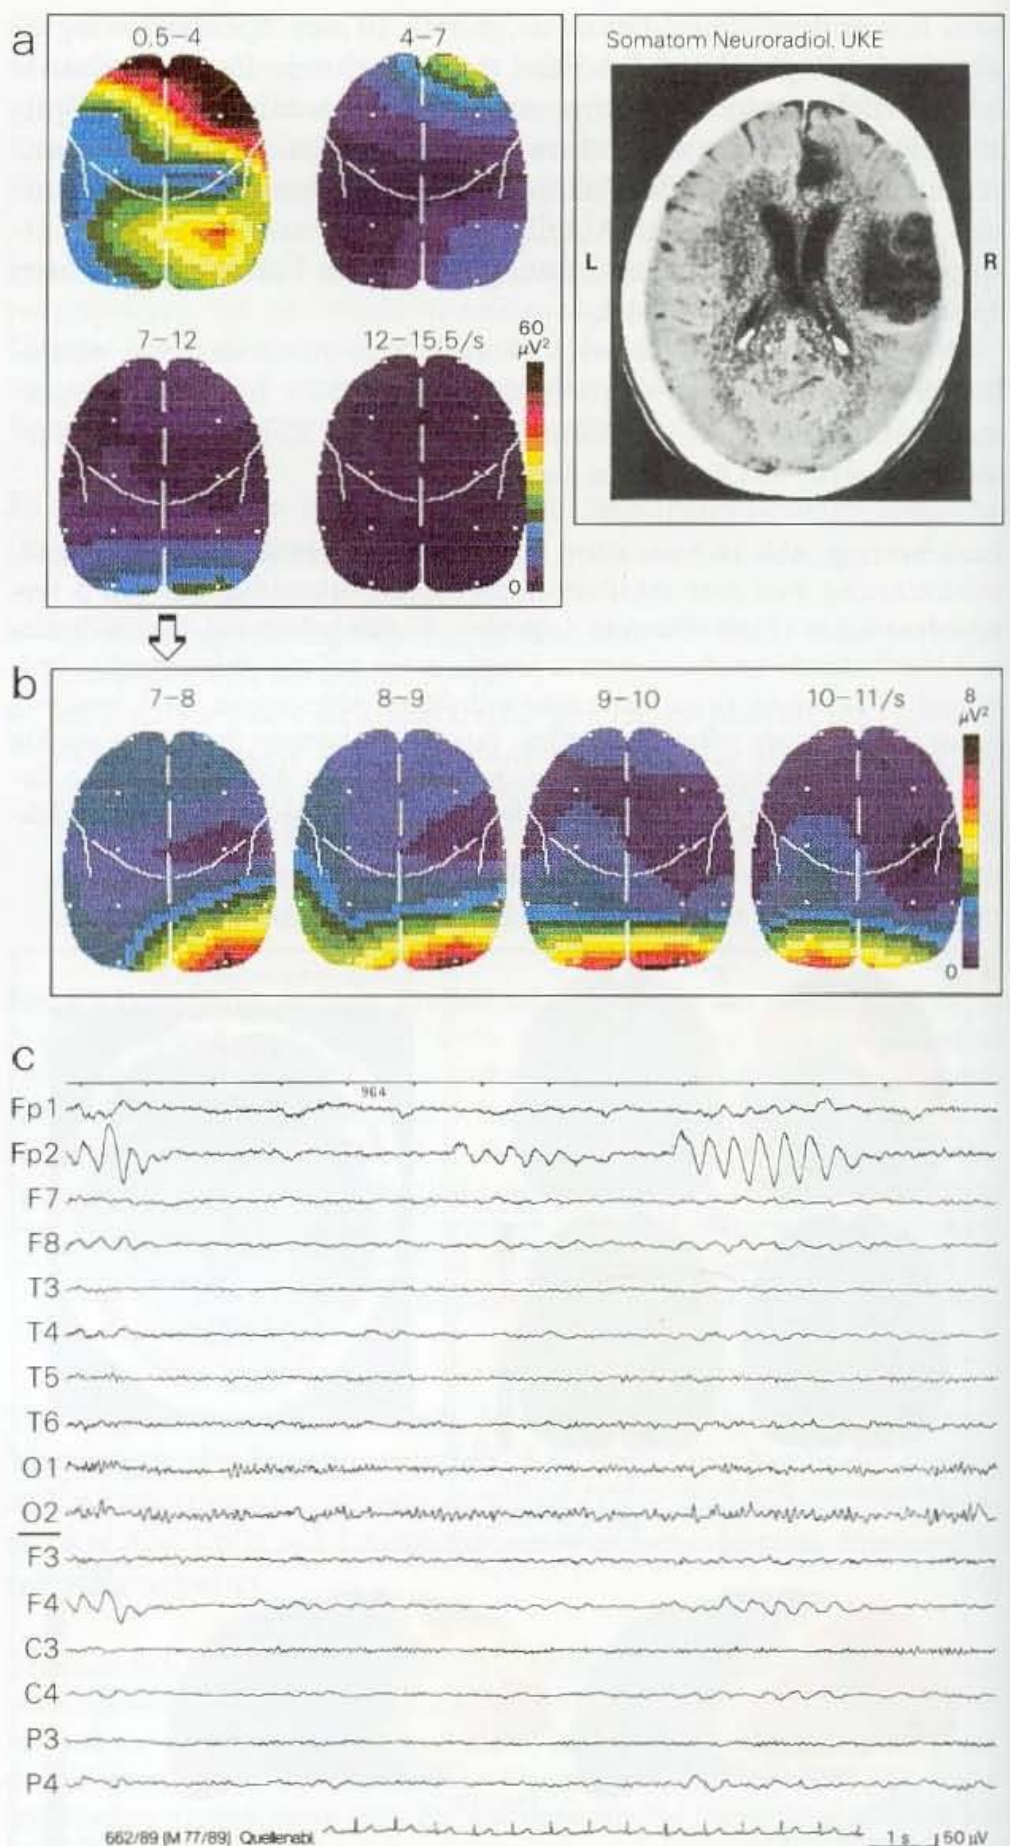 a
0,5–4
4–7
Somatom Neuroradiol. UKE
L
R
7–12
12–15,5/s
60
μV²
0
b
7–8
8–9
9–10
10–11/s
8
μV²
0
c
964
Fp1
Fp2
F7
F8
T3
T4
T5
T6
O1
O2
F3
F4
C3
C4
P3
P4
662/89 (M 77/89) Quellenabl.
1 s
50 μV